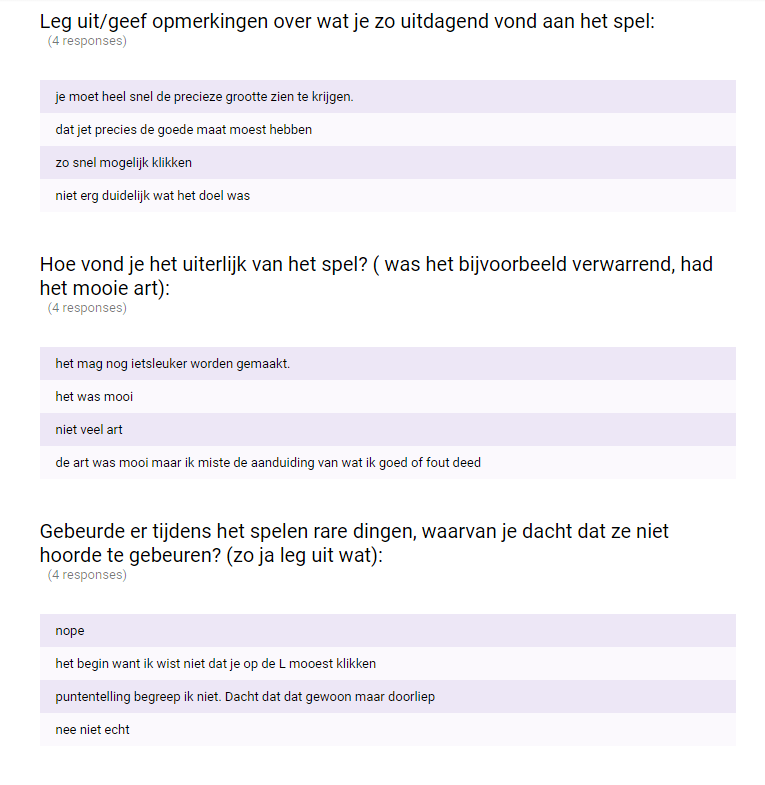 Leg uit/geef opmerkingen over wat je zo uitdagend vond aan het spel:
(4 responses)
je moet heel snel de precieze grootte zien te krijgen.
dat jet precies de goede maat moest hebben
zo snel mogelijk klikken
niet erg duidelijk wat het doel was
Hoe vond je het uiterlijk van het spel? ( was het bijvoorbeeld verwarrend, had
het mooie art):
(4 responses)
het mag nog ietsleuker worden gemaakt.
het was mooi
niet veel art
de art was mooi maar ik miste de aanduiding van wat ik goed of fout deed
Gebeurde er tijdens het spelen rare dingen, waarvan je dacht dat ze niet
hoorde te gebeuren? (zo ja leg uit wat):
(4 responses)
nope
het begin want ik wist niet dat je op de L mooest klikken
puntentelling begreep ik niet. Dacht dat dat gewoon maar doorliep
nee niet echt